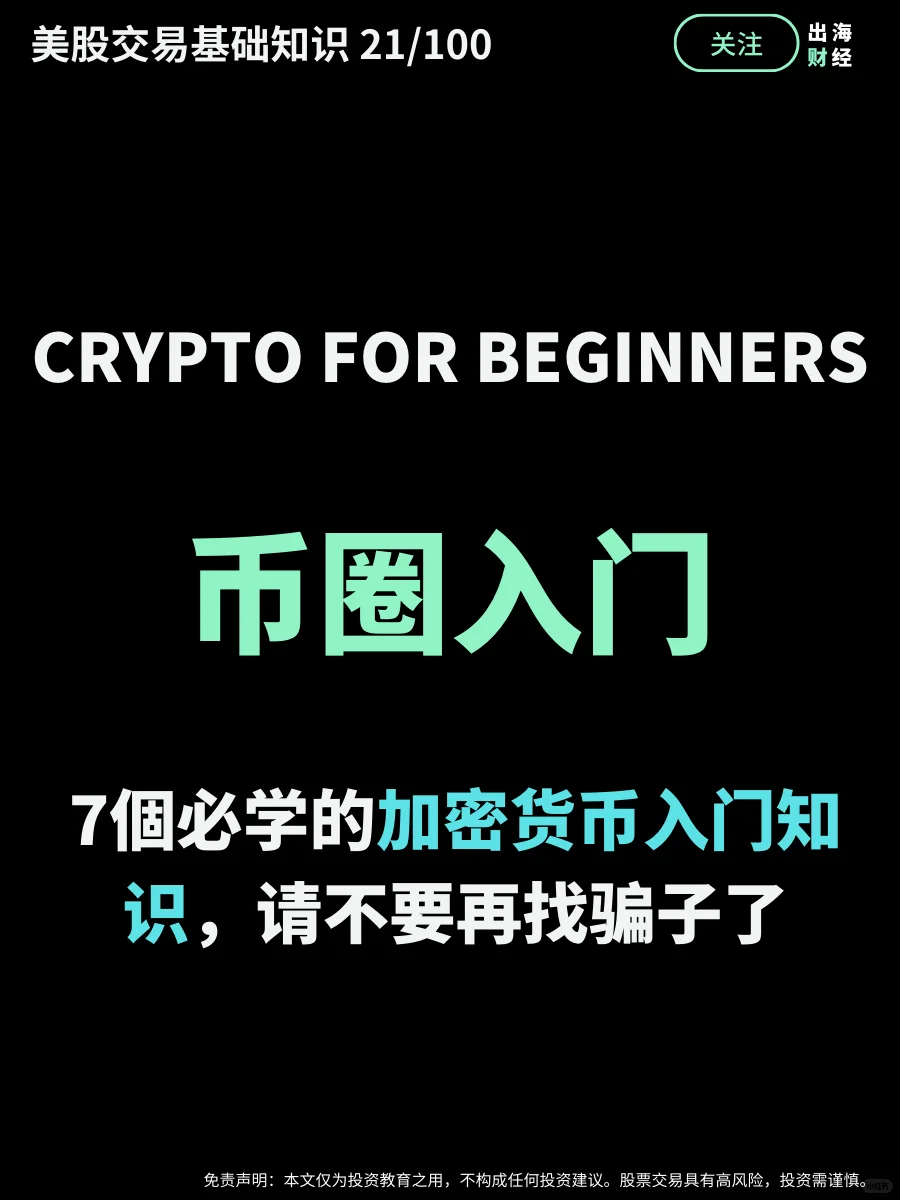 美股交易基础知识 21/100
关注
出海
财经
CRYPTO FOR BEGINNERS
币圈入门
7個必学的加密货币入门知
识，请不要再找骗子了
免责声明：本文仅为投资教育之用，不构成任何投资建议。股票交易具有高风险，投资需谨慎。
小红书